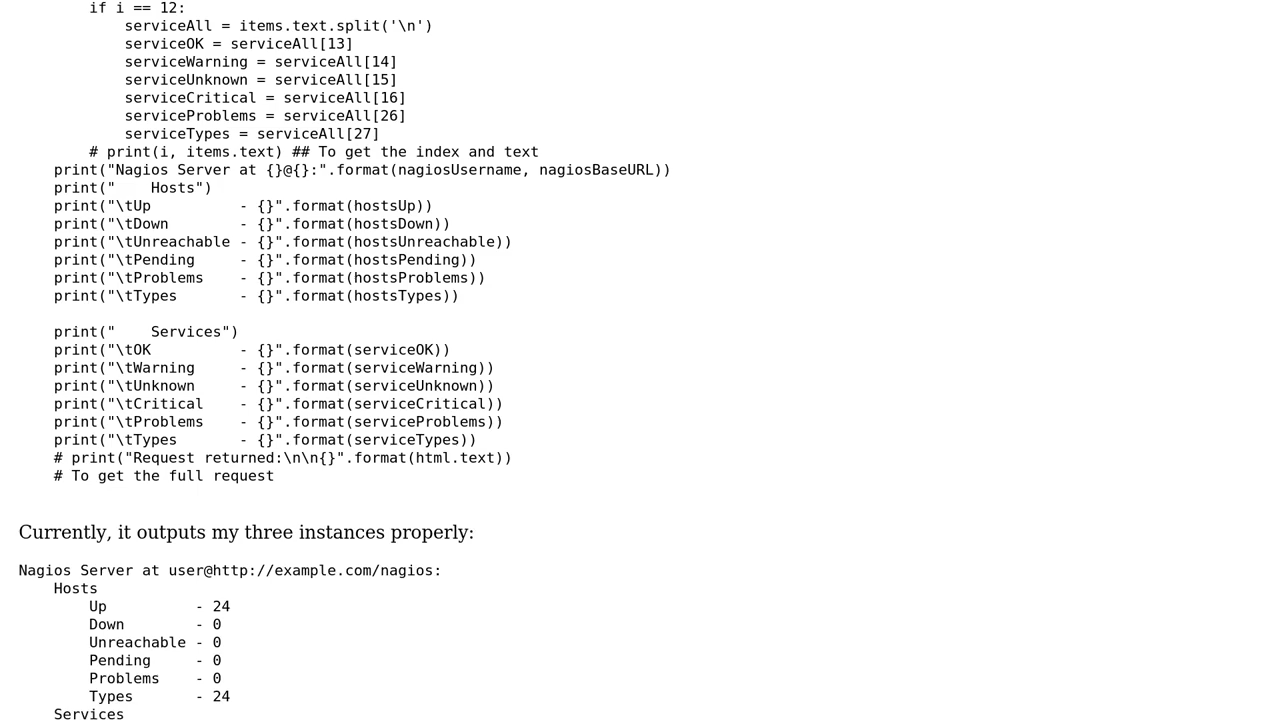 if i == 12:
            serviceAll = items.text.split('\n')
            serviceOK = serviceAll[13]
            serviceWarning = serviceAll[14]
            serviceUnknown = serviceAll[15]
            serviceCritical = serviceAll[16]
            serviceProblems = serviceAll[26]
            serviceTypes = serviceAll[27]
        # print(i, items.text) ## To get the index and text
    print("Nagios Server at {}@{}:".format(nagiosUsername, nagiosBaseURL))
    print("    Hosts")
    print("\tUp          - {}".format(hostsUp))
    print("\tDown        - {}".format(hostsDown))
    print("\tUnreachable - {}".format(hostsUnreachable))
    print("\tPending     - {}".format(hostsPending))
    print("\tProblems    - {}".format(hostsProblems))
    print("\tTypes       - {}".format(hostsTypes))

    print("    Services")
    print("\tOK          - {}".format(serviceOK))
    print("\tWarning     - {}".format(serviceWarning))
    print("\tUnknown     - {}".format(serviceUnknown))
    print("\tCritical    - {}".format(serviceCritical))
    print("\tProblems    - {}".format(serviceProblems))
    print("\tTypes       - {}".format(serviceTypes))
    # print("Request returned:\n\n{}".format(html.text))
    # To get the full request

Currently, it outputs my three instances properly:

Nagios Server at user@http://example.com/nagios:
    Hosts
        Up          - 24
        Down        - 0
        Unreachable - 0
        Pending     - 0
        Problems    - 0
        Types       - 24
    Services